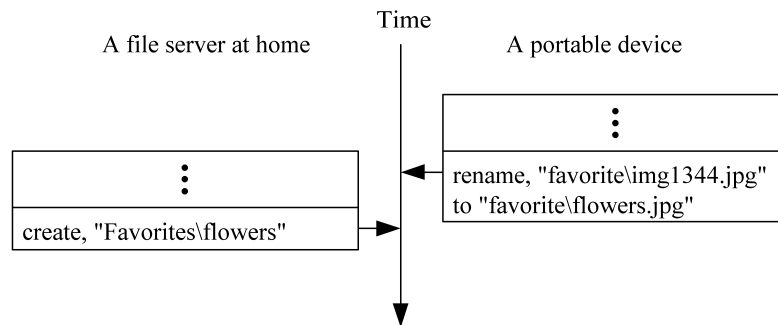 Time
A file server at home
A portable device
rename, "favorite\img1344.jpg"
to "favorite\flowers.jpg"
create, "Favorites\flowers"